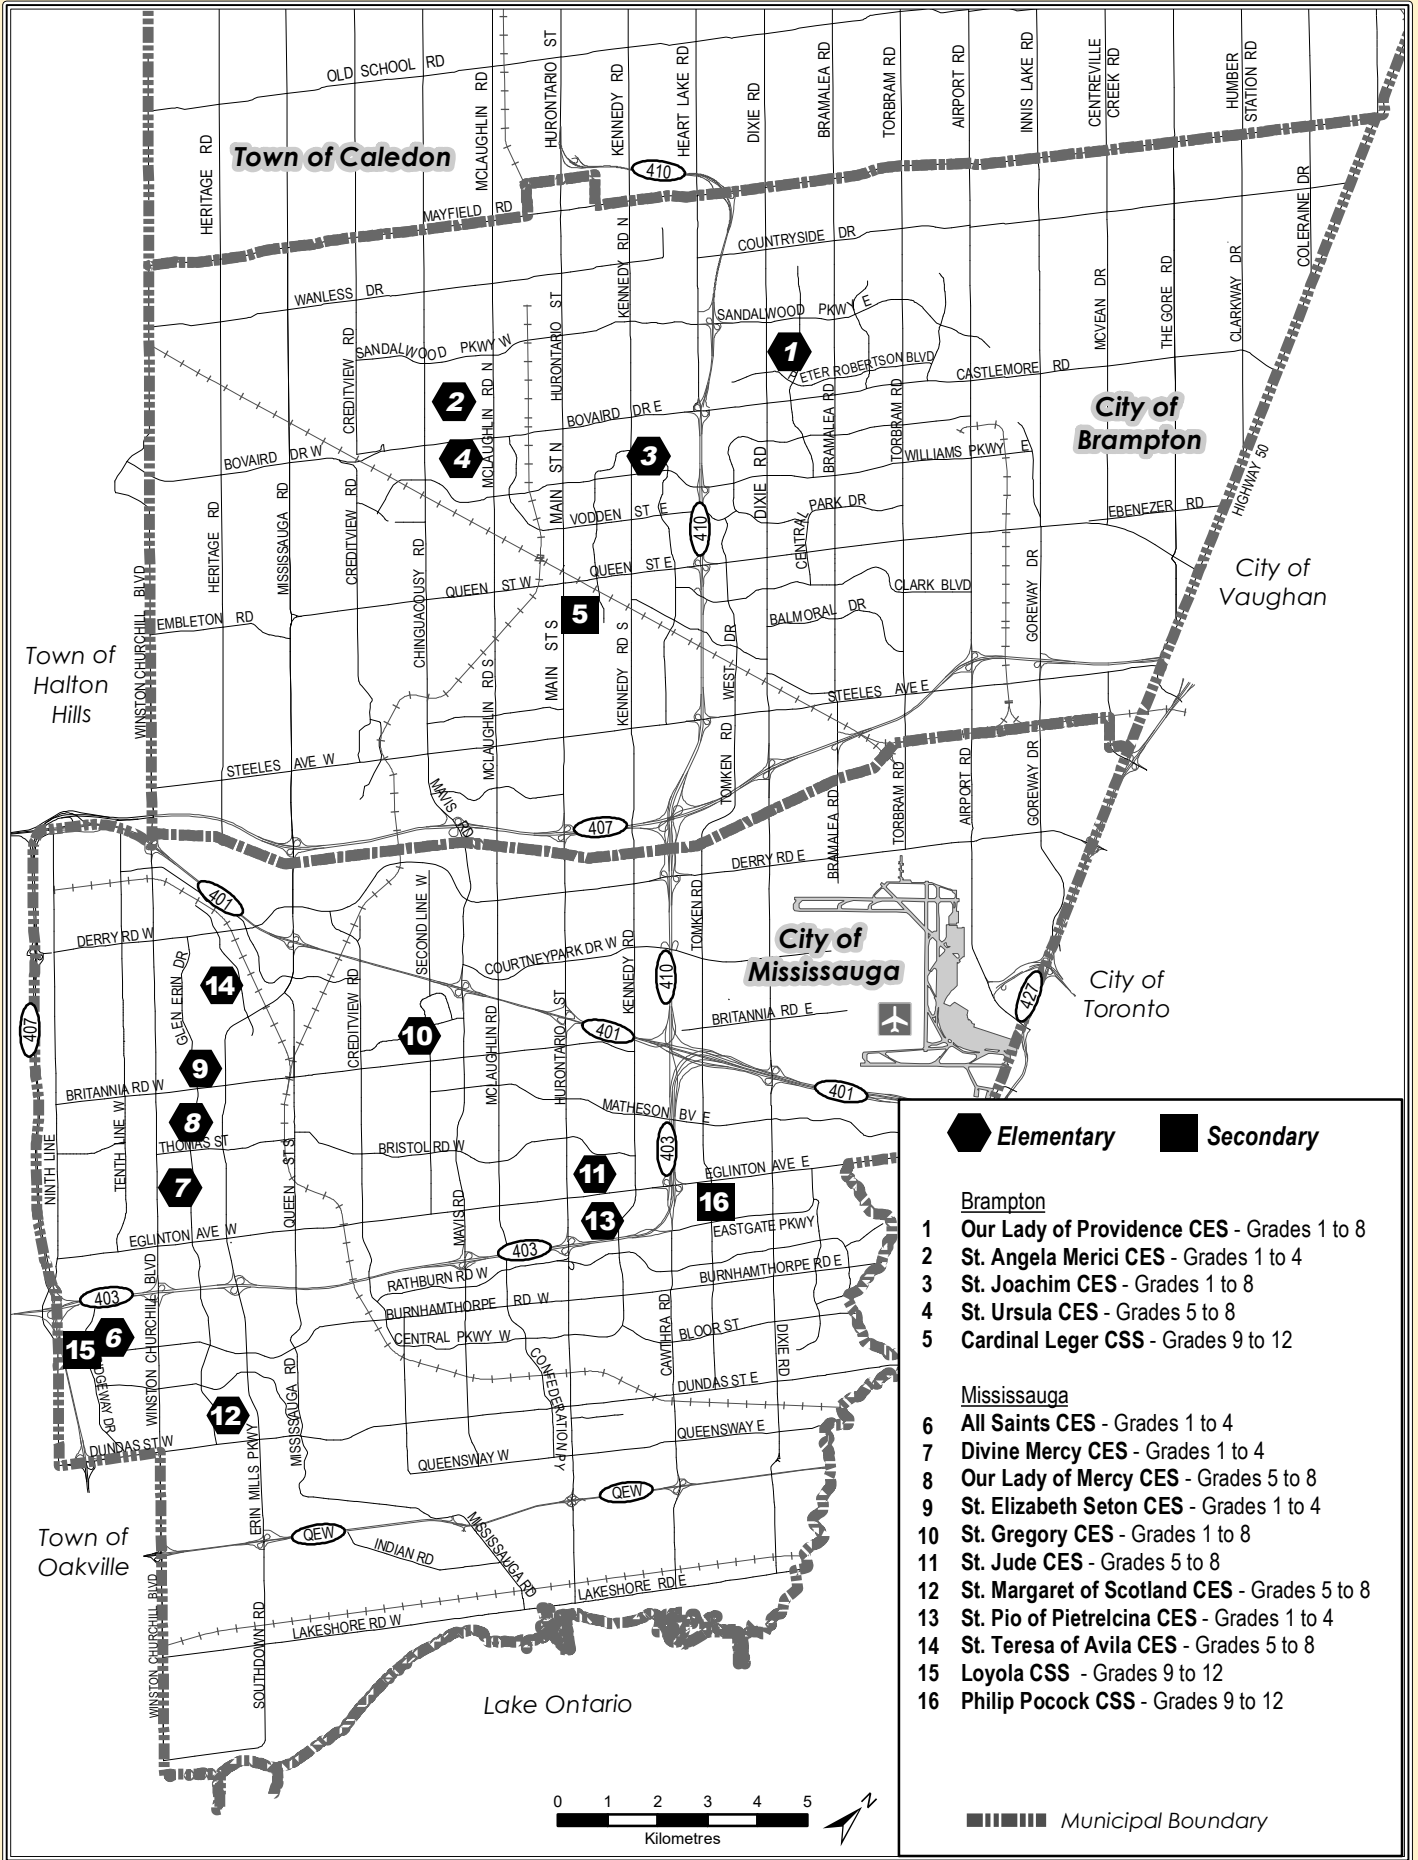 OLD SCHOOL RD
HERITAGE RD
MCLAUGHLIN RD
HURONTARIO ST
KENNEDY RD
HEART LAKE RD
DIXIE RD
BRAMALEA RD
TORBRAM RD
AIRPORT RD
INNIS LAKE RD
CENTREVILLE
CREEK RD
HUMBER
STATION RD
Town of Caledon
410
MAYFIELD RD
COLERAINE DR
COUNTRYSIDE DR
KENNEDY RD N
WANLESS DR
SANDALWOOD PKWY E
MCVEAN DR
THE GORE RD
CLARKWAY DR
HURONTARIO ST
CREDITVIEW RD
SANDALWOOD PKWY W
1
PETER ROBERTSON BLVD
CASTLEMORE RD
MCLAUGHLIN RD N
2
BOVAIRD DR E
BRAMALEA RD
TORBRAM RD
City of
Brampton
4
3
BOVAIRD DR W
WILLIAMS PKWY E
MAIN ST N
DIXIE RD
HIGHWAY 50
HERITAGE RD
MISSISSAUGA RD
CREDITVIEW RD
VODDEN ST E
410
CENTRAL
PARK DR
EBENEZER RD
CHINGUACOUSY RD
QUEEN ST W
QUEEN ST E
CLARK BLVD
GOREWAY DR
City of
Vaughan
WINSTON CHURCHILL BLVD
EMBLETON RD
5
BALMORAL DR
Town of
Halton
Hills
MCLAUGHLIN RD S
MAIN ST S
KENNEDY RD S
WEST DR
STEELES AVE E
STEELES AVE W
MAVIS RD
TOMKEN RD
BRAMALEA RD
TORBRAM RD
AIRPORT RD
GOREWAY DR
407
DERRY RD E
401
SECOND LINE W
TOMKEN RD
DERRY RD W
GLEN ERIN DR
14
CREDITVIEW RD
COURTNEYPARK DR W
KENNEDY RD
410
City of
Mississauga
427
City of
Toronto
407
10
MCLAUGHLIN RD
HURONTARIO ST
401
BRITANNIA RD E
9
BRITANNIA RD W
401
8
MATHESON BV E
NINTH LINE
TENTH LINE W
THOMAS ST
QUEEN ST S
BRISTOL RD W
403
7
11
EGLINTON AVE E
16
MAVIS RD
13
EASTGATE PKWY
EGLINTON AVE W
403
RATHBURN RD W
BURNHAMTHORPE RD E
403
WINSTON CHURCHILL BLVD
BURNHAMTHORPE RD W
15
6
CENTRAL PKWY W
CAWTHRA RD
BLOOR ST
DIXIE RD
MISSISSAUGA RD
CONFEDERATION PY
DUNDAS ST E
12
DUNDAS ST W
ERIN MILLS PKWY
QUEENSWAY W
QUEENSWAY E
QEW
Town of
Oakville
QEW
INDIAN RD
MISSISSAUGA RD
WINSTON CHURCHILL BLVD
SOUTHDOWN RD
LAKESHORE RD W
LAKESHORE RD E
Lake Ontario
0 1 2 3 4 5
Kilometres
N
Elementary
Secondary
Brampton
1 Our Lady of Providence CES - Grades 1 to 8
2 St. Angela Merici CES - Grades 1 to 4
3 St. Joachim CES - Grades 1 to 8
4 St. Ursula CES - Grades 5 to 8
5 Cardinal Leger CSS - Grades 9 to 12
Mississauga
6 All Saints CES - Grades 1 to 4
7 Divine Mercy CES - Grades 1 to 4
8 Our Lady of Mercy CES - Grades 5 to 8
9 St. Elizabeth Seton CES - Grades 1 to 4
10 St. Gregory CES - Grades 1 to 8
11 St. Jude CES - Grades 5 to 8
12 St. Margaret of Scotland CES - Grades 5 to 8
13 St. Pio of Pietrelcina CES - Grades 1 to 4
14 St. Teresa of Avila CES - Grades 5 to 8
15 Loyola CSS - Grades 9 to 12
16 Philip Pocock CSS - Grades 9 to 12
Municipal Boundary